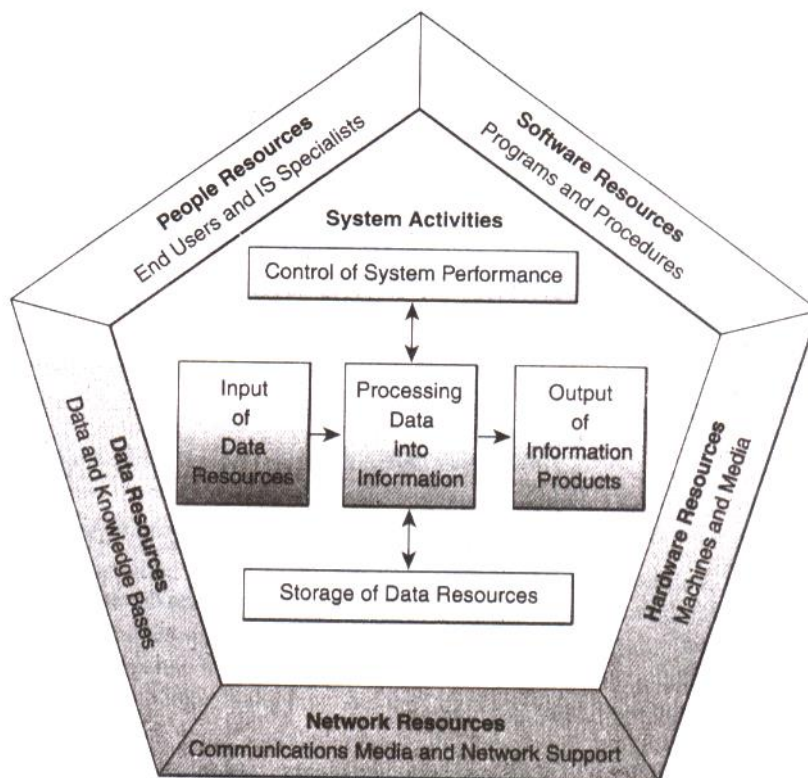 People Resources
End Users and IS Specialists
Software Resources
Programs and Procedures
System Activities
Control of System Performance
Input
of
Data
Resources
Processing
Data
into
Information
Output
of
Information
Products
Storage of Data Resources
Data Resources
Data and Knowledge Bases
Hardware Resources
Machines and Media
Network Resources
Communications Media and Network Support